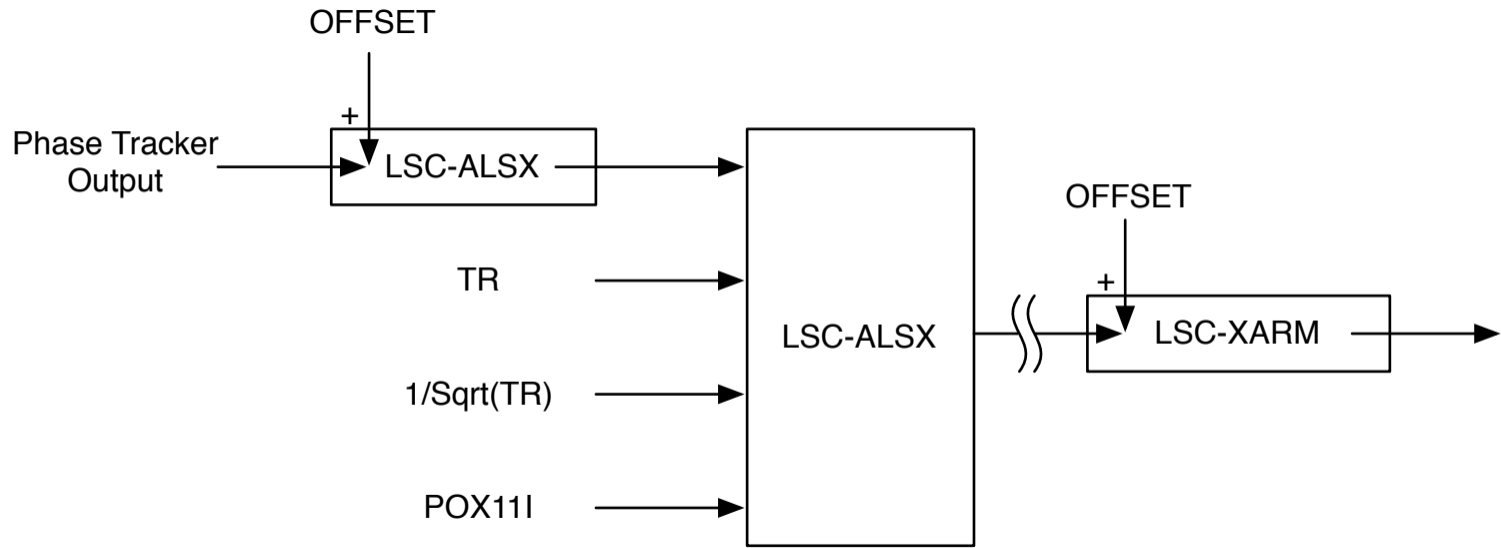 OFFSET
+
Phase Tracker
Output
LSC-ALSX
TR
1/Sqrt(TR)
POX11I
LSC-ALSX
OFFSET
+
LSC-XARM